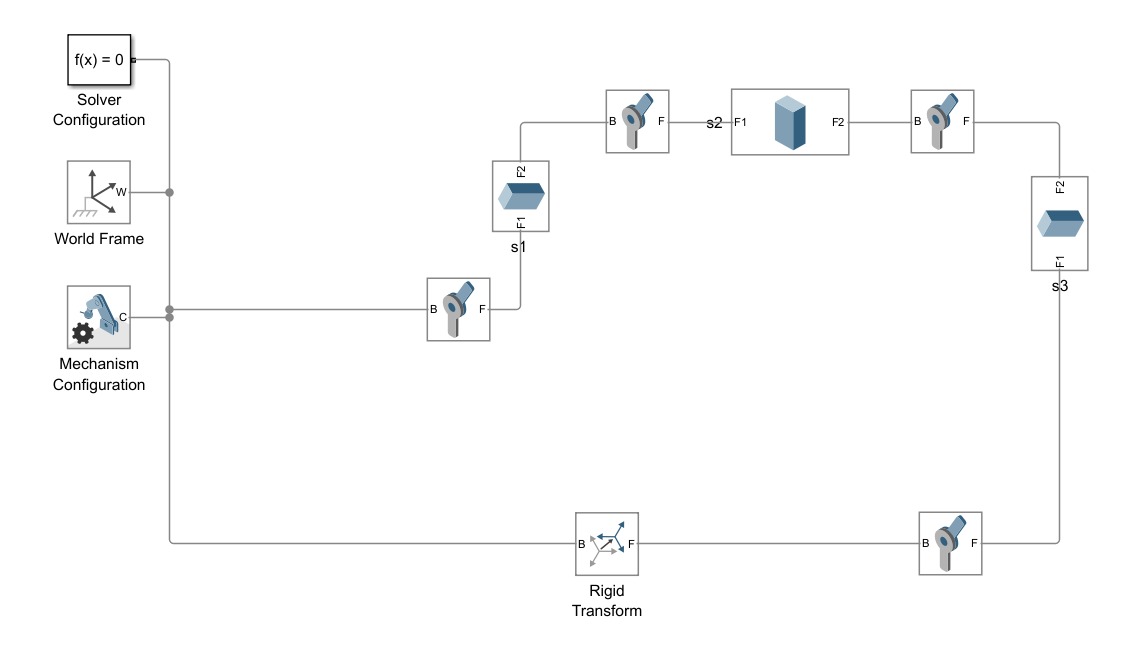 f(x) = 0
Solver
Configuration
W
World Frame
C
Mechanism
Configuration
B
F
F2
F1
s1
B
F
s2
F1
F2
B
F
F2
F1
s3
B
F
Rigid
Transform
B
F